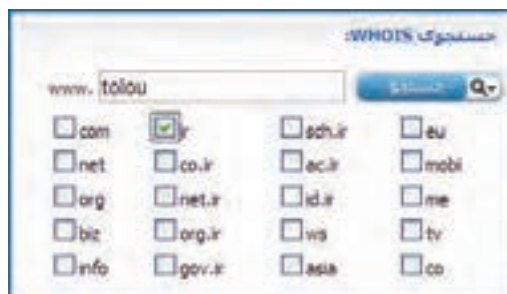 جستجوی WHOIS:
www. tolou جستجو
com ir sch.ir eu
net co.ir ac.ir mobi
org net.ir id.ir me
biz org.ir ws tv
info gov.ir asia co